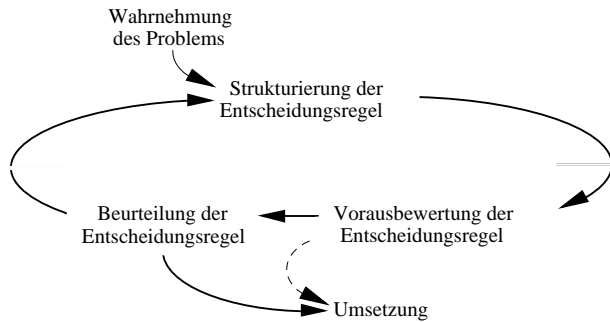 Wahrnehmung
des Problems
Strukturierung der
Entscheidungsregel
Beurteilung der
Entscheidungsregel
Vorausbewertung der
Entscheidungsregel
Umsetzung